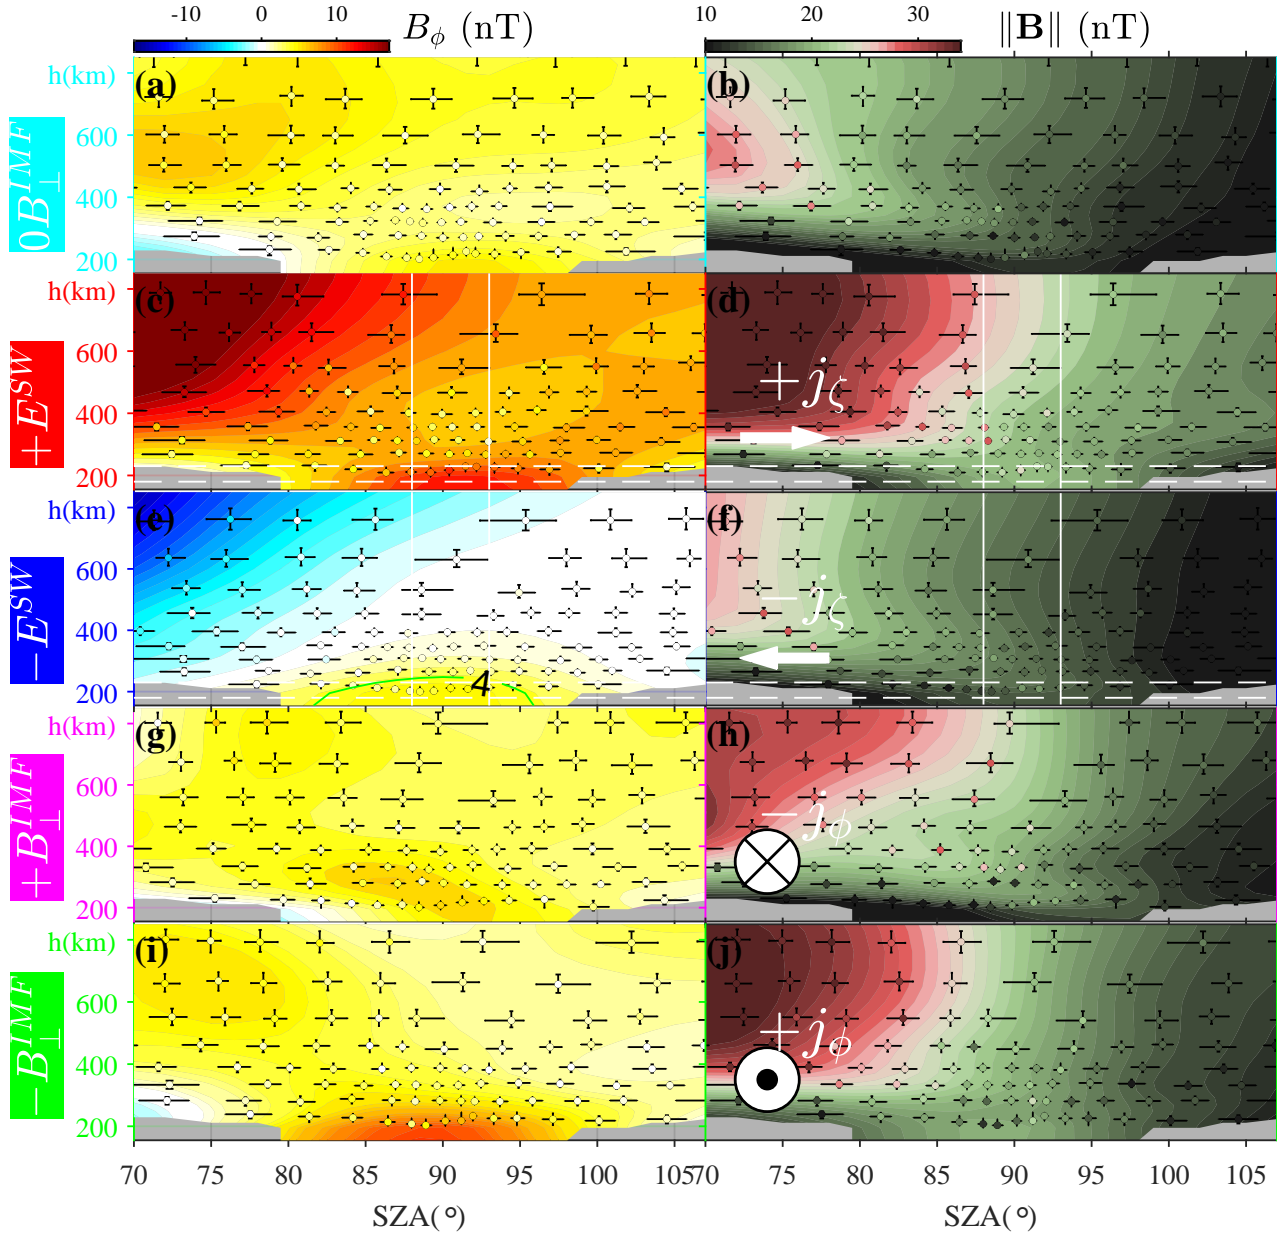 -10 0 10 B_ϕ (nT) 10 20 30 ‖B‖ (nT)
0B_⊥^{IMF} h(km) 600 400 200 (a) (b)
+E^{SW} h(km) 600 400 200 (c) (d) +j_ζ
−E^{SW} h(km) 600 400 200 (e) 4 (f) −j_ζ
+B_⊥^{IMF} h(km) 600 400 200 (g) (h) −j_ϕ
−B_⊥^{IMF} h(km) 600 400 200 (i) (j) +j_ϕ
70 75 80 85 90 95 100 105 70 75 80 85 90 95 100 105
SZA(°) SZA(°)